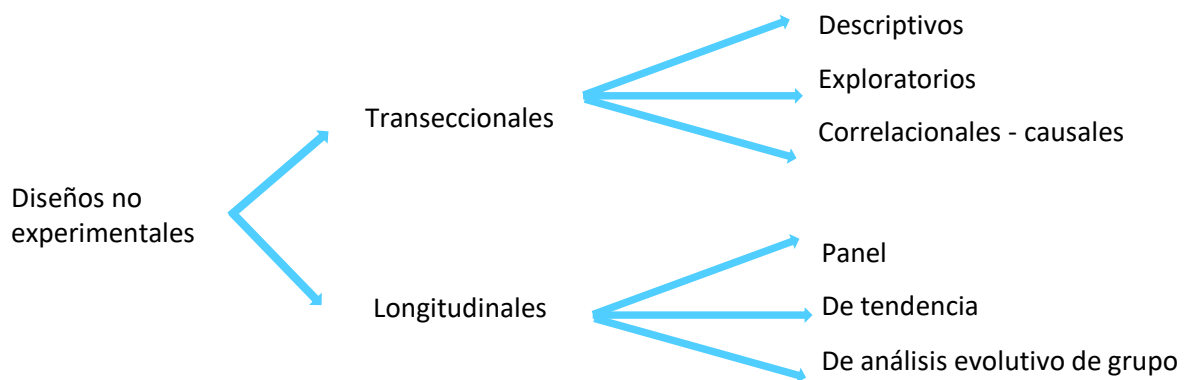 Diseños no
experimentales
Transeccionales
Descriptivos
Exploratorios
Correlacionales - causales
Longitudinales
Panel
De tendencia
De análisis evolutivo de grupo